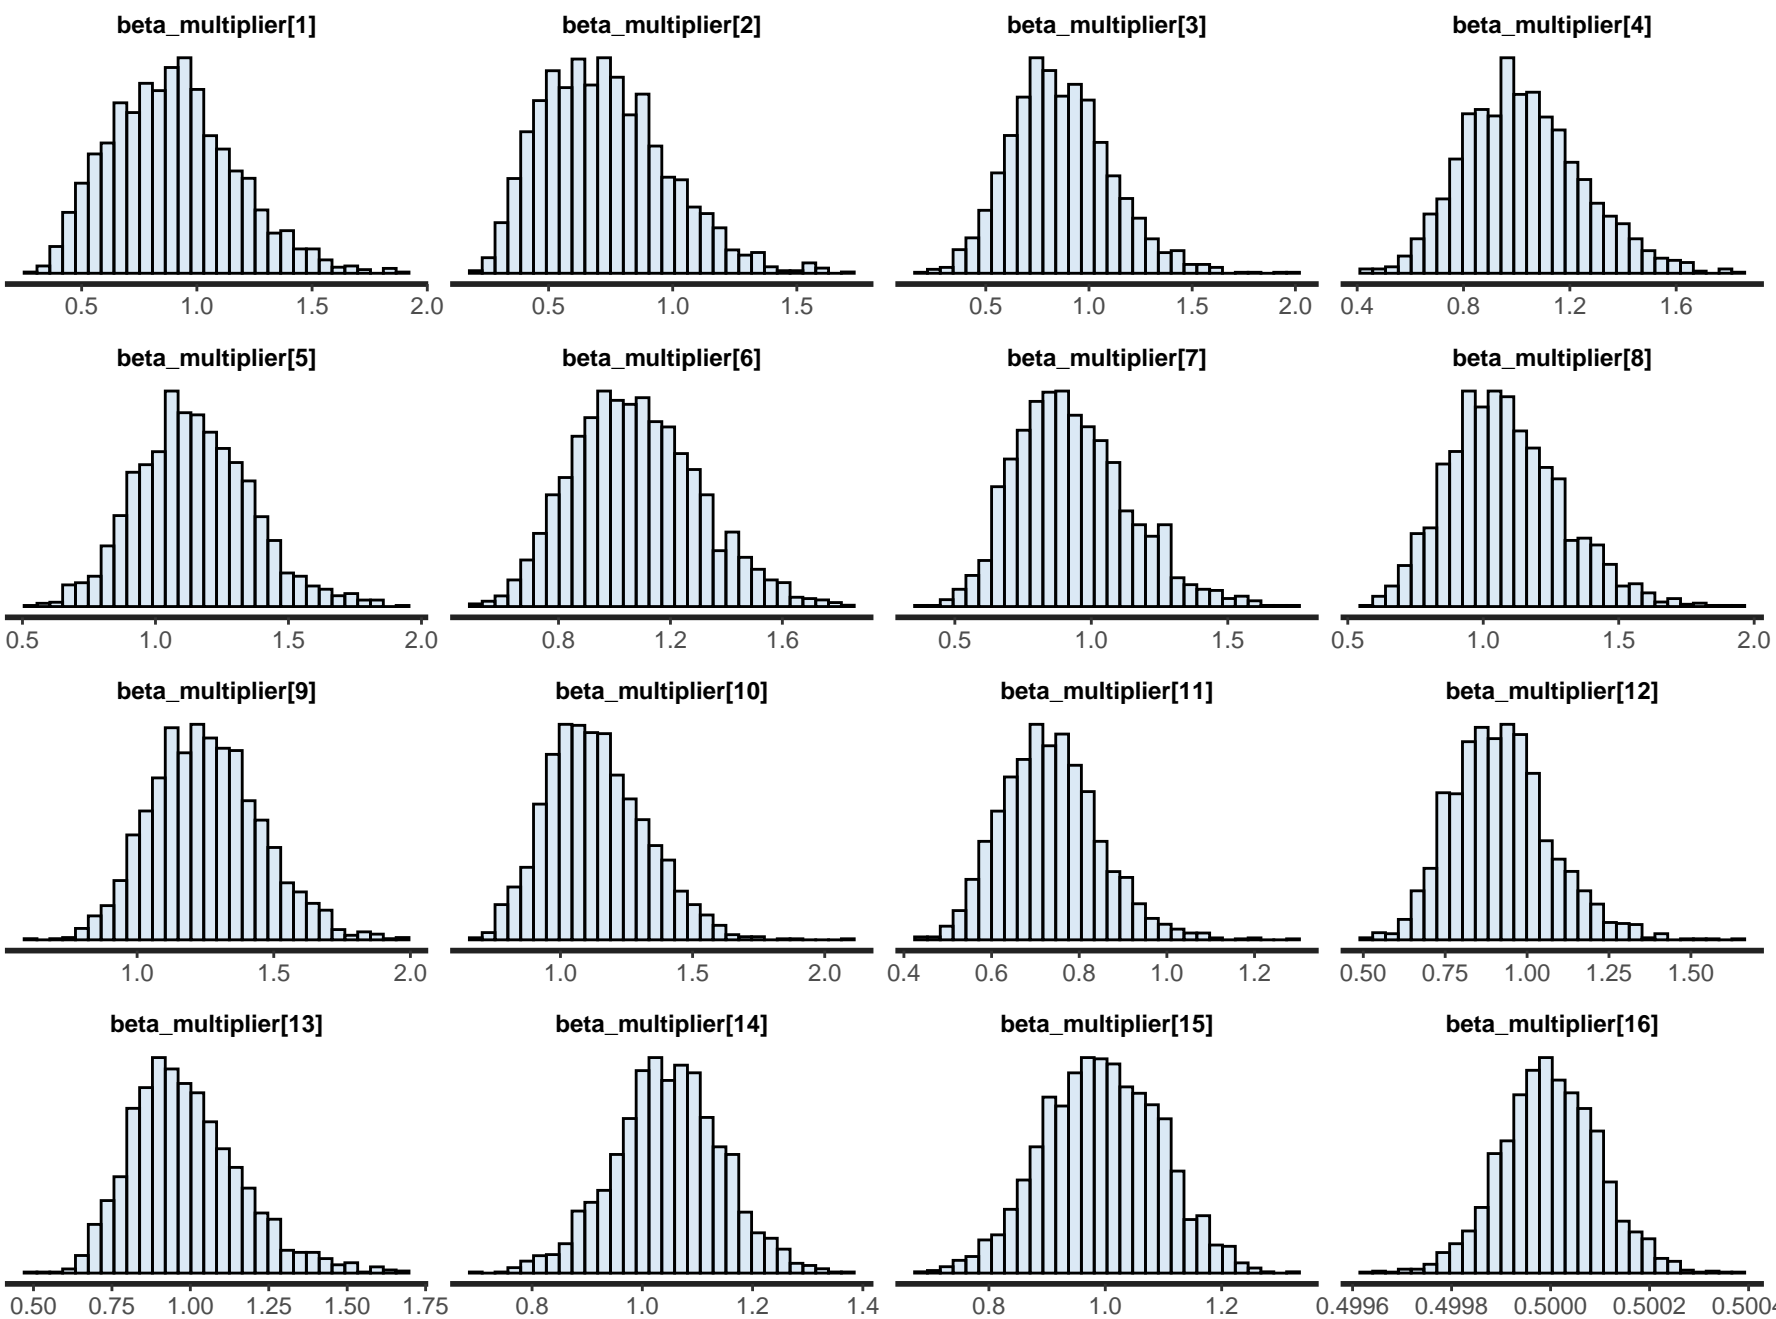 beta_multiplier[1] beta_multiplier[2] beta_multiplier[3] beta_multiplier[4]
0.5 1.0 1.5 2.0 0.5 1.0 1.5 0.5 1.0 1.5 2.0 0.4 0.8 1.2 1.6
beta_multiplier[5] beta_multiplier[6] beta_multiplier[7] beta_multiplier[8]
0.5 1.0 1.5 2.0 0.8 1.2 1.6 0.5 1.0 1.5 0.5 1.0 1.5 2.0
beta_multiplier[9] beta_multiplier[10] beta_multiplier[11] beta_multiplier[12]
1.0 1.5 2.0 1.0 1.5 2.0 0.4 0.6 0.8 1.0 1.2 0.50 0.75 1.00 1.25 1.50
beta_multiplier[13] beta_multiplier[14] beta_multiplier[15] beta_multiplier[16]
0.50 0.75 1.00 1.25 1.50 1.75 0.8 1.0 1.2 1.4 0.8 1.0 1.2 0.4996 0.4998 0.5000 0.5002 0.5004